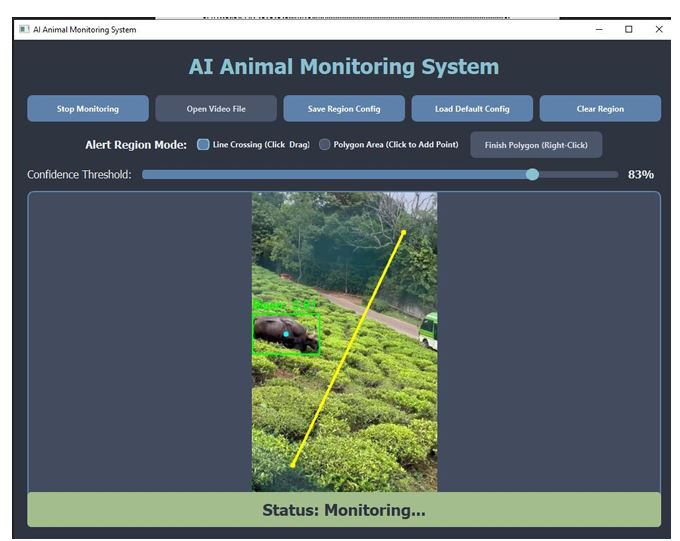 AI Animal Monitoring System
AI Animal Monitoring System
Stop Monitoring
Open Video File
Save Region Config
Load Default Config
Clear Region
Alert Region Mode:
Line Crossing (Click Drag)
Polygon Area (Click to Add Point)
Finish Polygon (Right-Click)
Confidence Threshold:
83%
Status: Monitoring...